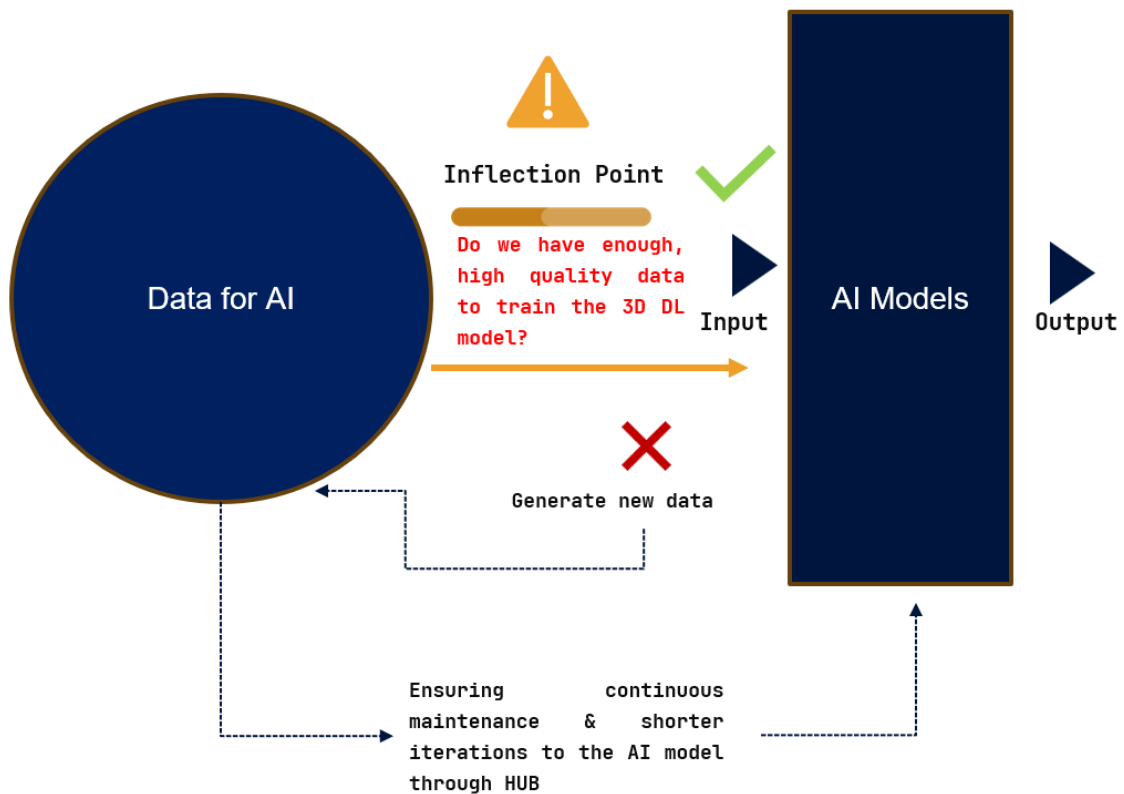 Inflection Point
Do we have enough,
high quality data
to train the 3D DL
model?
Data for AI
Input
AI Models
Output
Generate new data
Ensuring continuous
maintenance & shorter
iterations to the AI model
through HUB